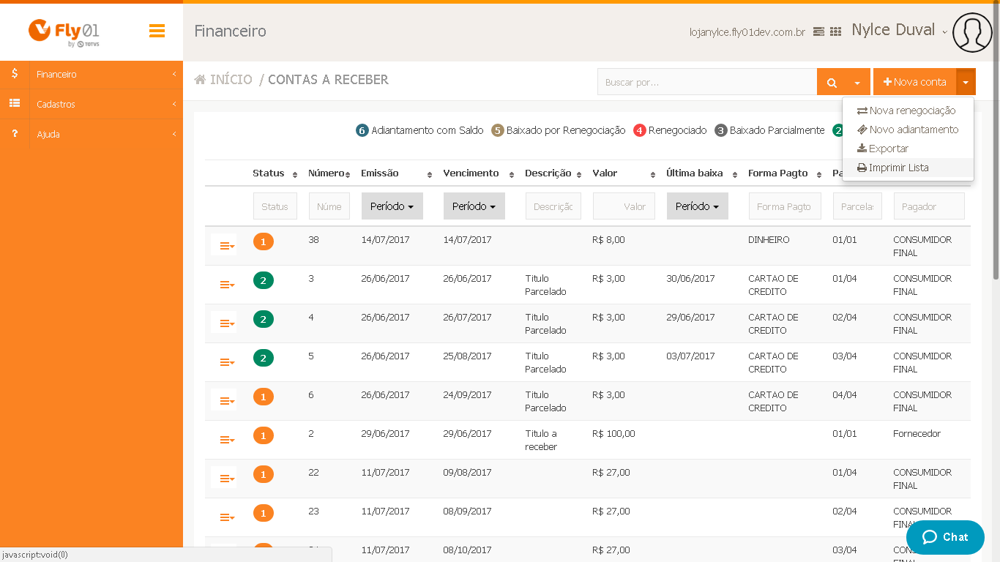 Fly01
by TOTVS
Financeiro
lojanylce.fly01dev.com.br
Nylce Duval
Financeiro
Cadastros
Ajuda
INÍCIO / CONTAS A RECEBER
Buscar por...
Nova conta
Nova renegociação
Novo adiantamento
Exportar
Imprimir Lista
6 Adiantamento com Saldo 5 Baixado por Renegociação 4 Renegociado 3 Baixado Parcialmente 2
Status Número Emissão Vencimento Descrição Valor Última baixa Forma Pagto Pa
Status Núme Período Período Descrição Valor Período Forma Pagto Parcela Pagador
1 38 14/07/2017 14/07/2017 R$ 8,00 DINHEIRO 01/01 CONSUMIDOR
FINAL
2 3 26/06/2017 26/06/2017 Titulo R$ 3,00 30/06/2017 CARTAO DE 01/04 CONSUMIDOR
Parcelado CREDITO FINAL
2 4 26/06/2017 26/07/2017 Titulo R$ 3,00 29/06/2017 CARTAO DE 02/04 CONSUMIDOR
Parcelado CREDITO FINAL
2 5 26/06/2017 25/08/2017 Titulo R$ 3,00 03/07/2017 CARTAO DE 03/04 CONSUMIDOR
Parcelado CREDITO FINAL
1 6 26/06/2017 24/09/2017 Titulo R$ 3,00 CARTAO DE 04/04 CONSUMIDOR
Parcelado CREDITO FINAL
1 2 29/06/2017 29/06/2017 Titulo a R$ 100,00 01/01 Fornecedor
receber
1 22 11/07/2017 09/08/2017 R$ 27,00 01/04 CONSUMIDOR
FINAL
1 23 11/07/2017 08/09/2017 R$ 27,00 02/04 CONSUMIDOR
FINA
11/07/2017 08/10/2017 R$ 27,00 03/04 CON
Chat
javascript:void(0)